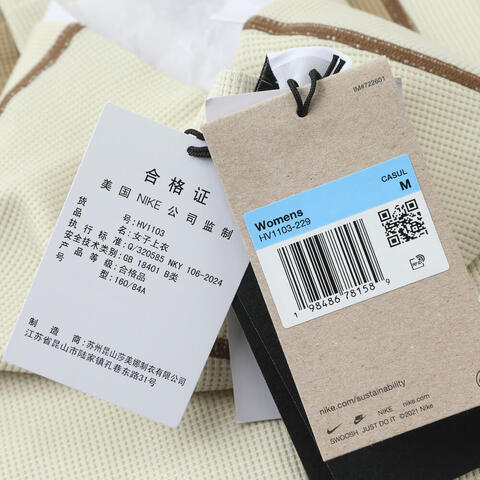 合格证
美国 NIKE 公司监制
货号: HV1103
品名: 女子上衣
执行标准: Q/320585 NKY 106-2024
安全技术类别: GB 18401 B类
产品等级: 合格品
型: 160/84A
制造商: 苏州昆山莎美娜制衣有限公司
江苏省昆山市陆家镇孔巷东路31号
IM#722601
CASUL
M
Womens
HV1103-229
1 98486 78158 9
nike.com/sustainability
NIKE
nike.com
SWOOSH JUST DO IT ©2021 Nike